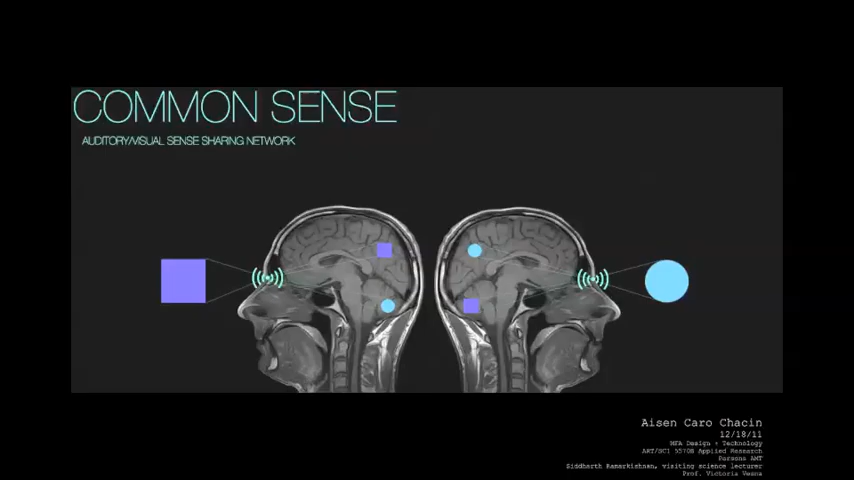 COMMON SENSE
AUDITORY/VISUAL SENSE SHARING NETWORK
Aisen Caro Chacin
12/18/11
MFA Design + Technology
ART/SCI 5570B Applied Research
Parsons AMT
Siddharth Ramakrishnan, visiting science lecturer
Prof. Victoria Vesna